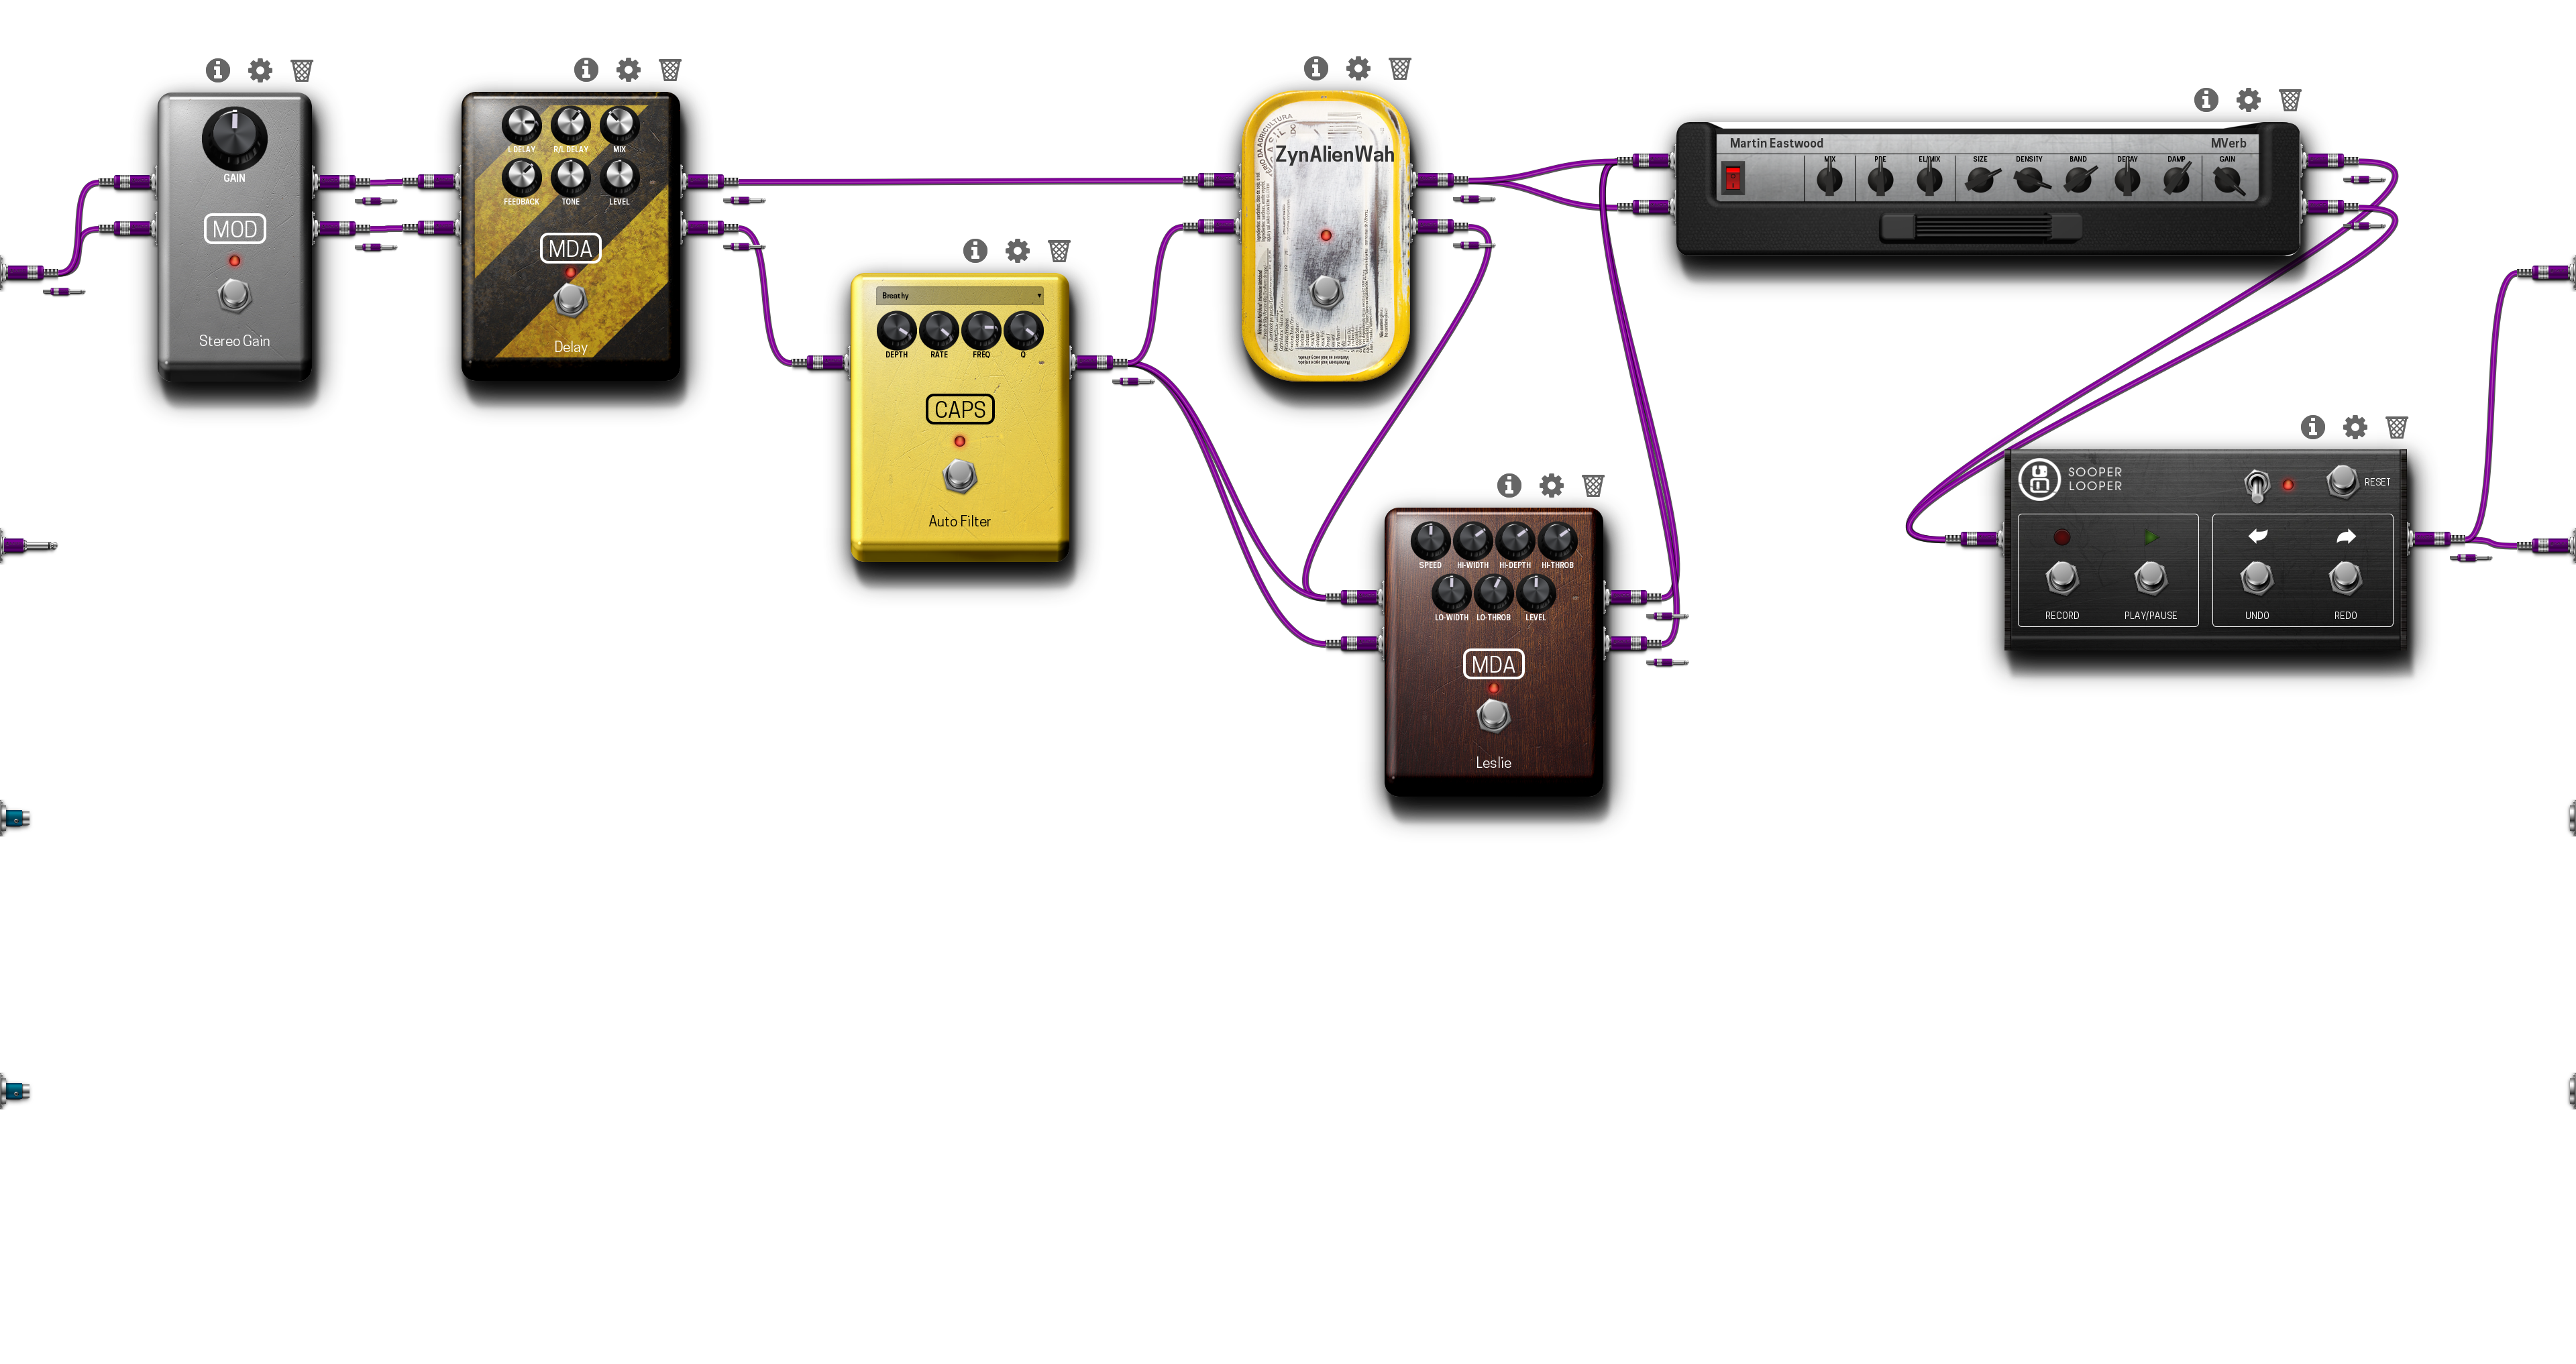 GAIN
MOD
Stereo Gain
L DELAY R/L DELAY MIX
FEEDBACK TONE LEVEL
MDA
Delay
Breathy
DEPTH RATE FREQ Q
CAPS
Auto Filter
ZynAlienWah
Martin Eastwood MVerb
MIX PRE EL/MIX SIZE DENSITY BAND DECAY DAMP GAIN
SPEED HI-WIDTH HI-DEPTH HI-THROB
LO-WIDTH LO-THROB LEVEL
MDA
Leslie
SOOPER
LOOPER
RESET
RECORD PLAY/PAUSE UNDO REDO